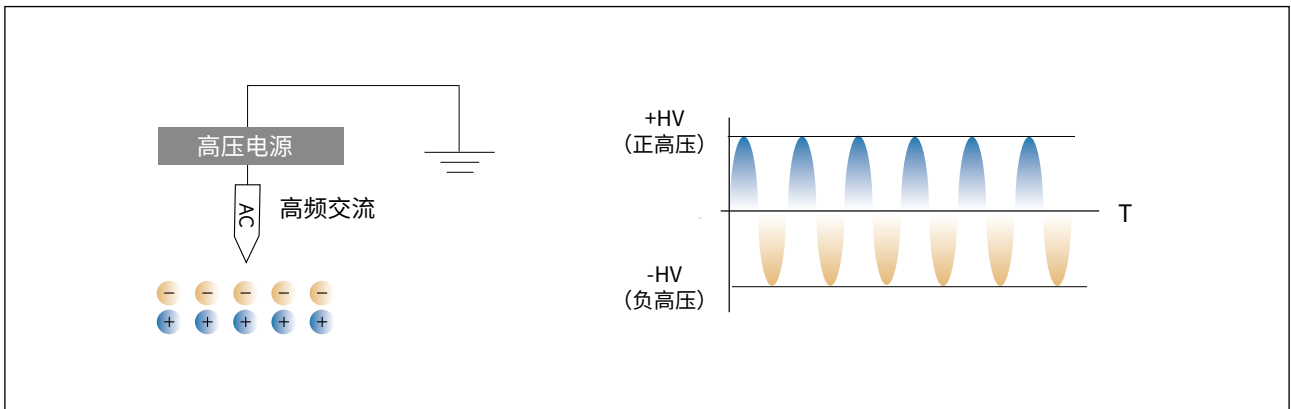 高压电源
AC
高频交流
− − − − −
+ + + + +
+HV
（正高压）
T
-HV
（负高压）